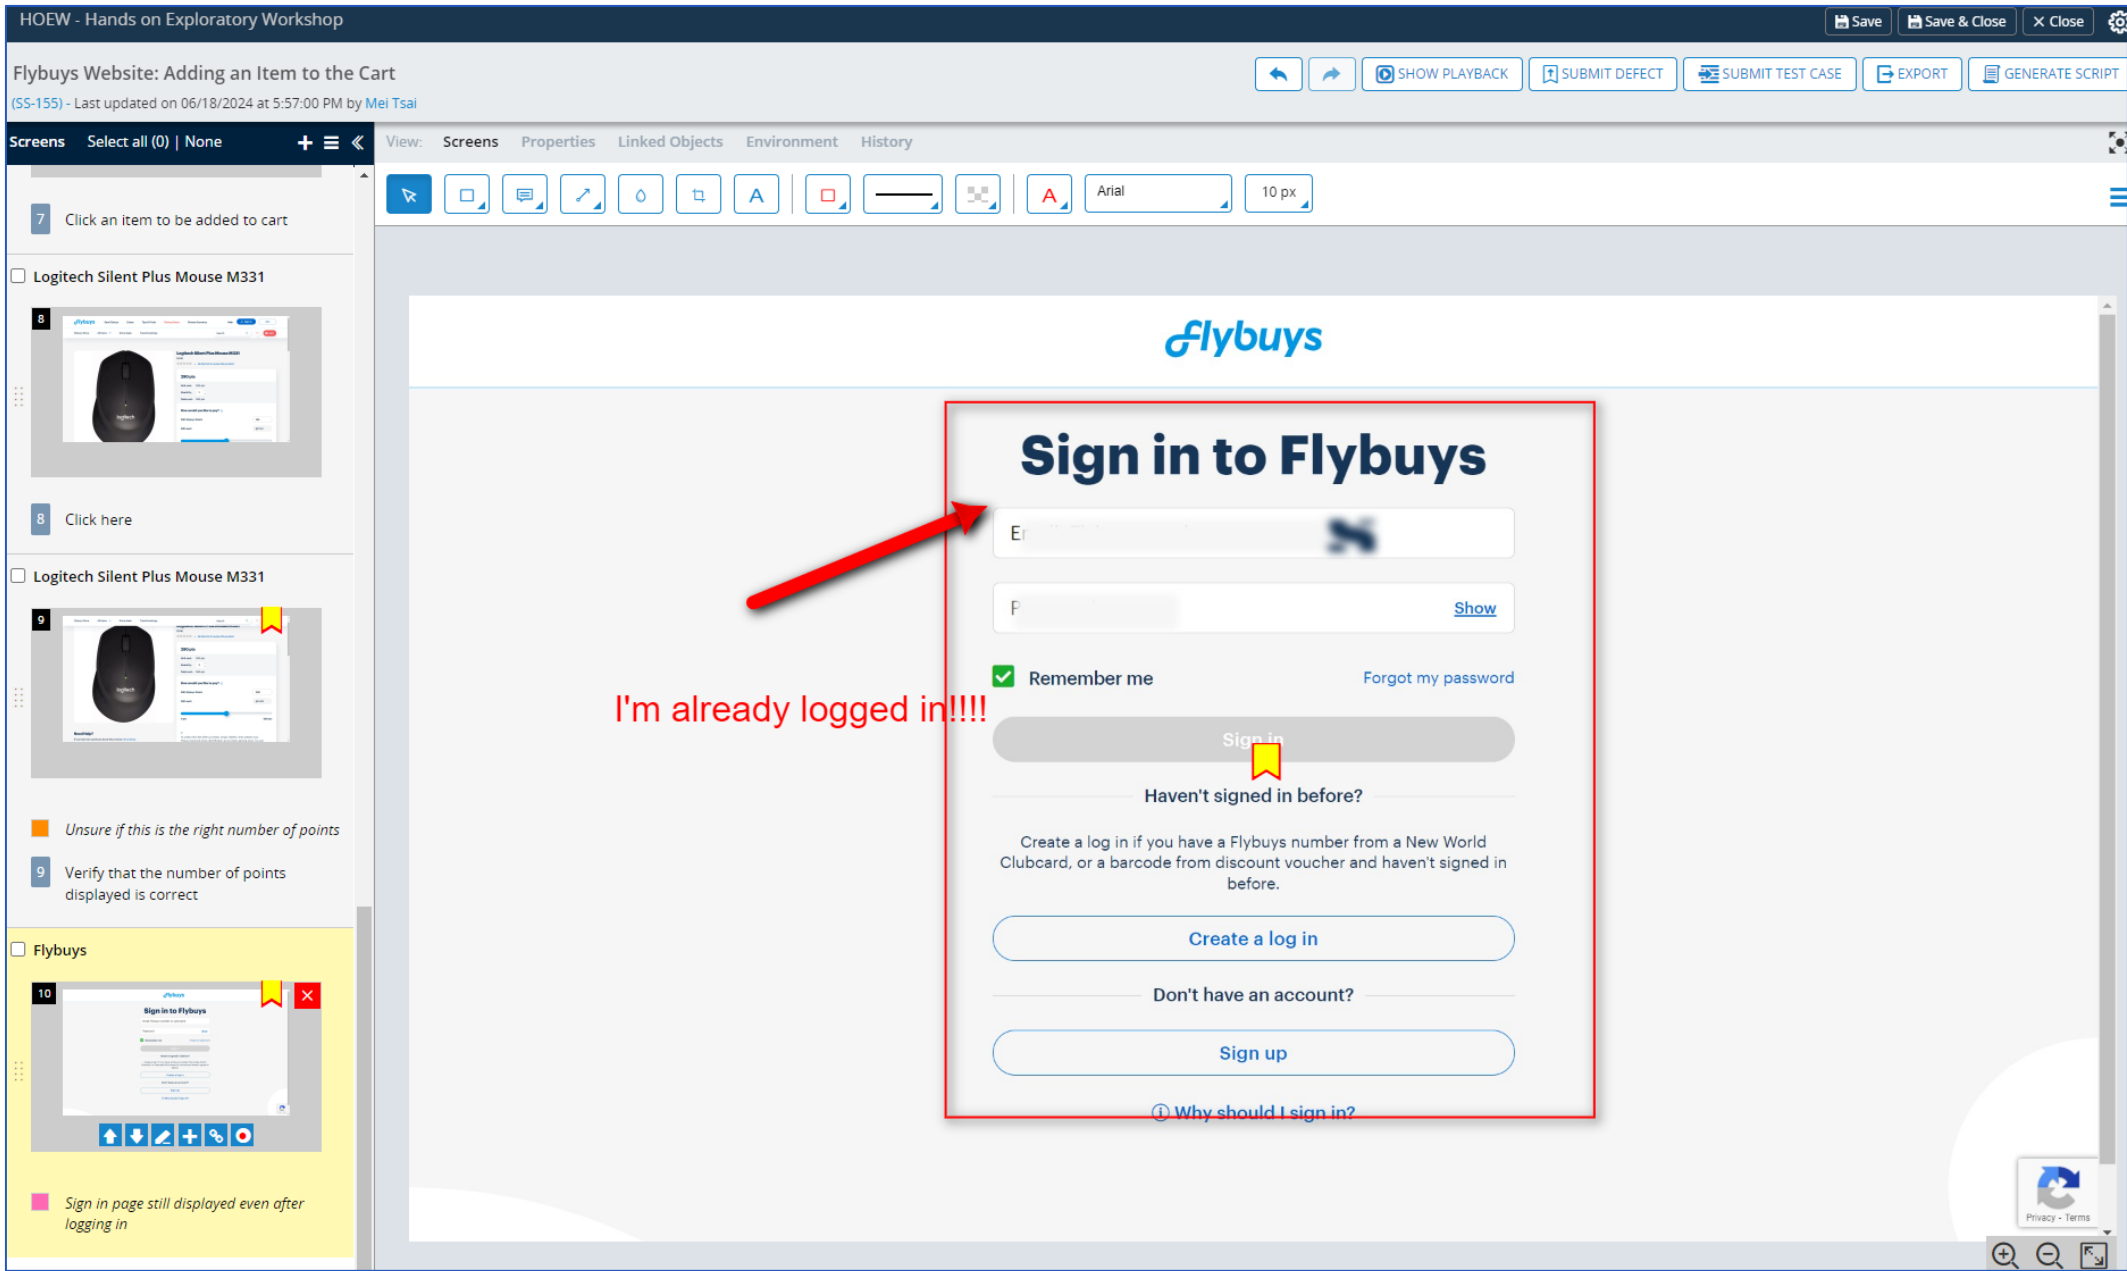 HOEW - Hands on Exploratory Workshop
Save
Save & Close
Close
Flybuys Website: Adding an Item to the Cart
(SS-155) - Last updated on 06/18/2024 at 5:57:00 PM by Mei Tsai
SHOW PLAYBACK
SUBMIT DEFECT
SUBMIT TEST CASE
EXPORT
GENERATE SCRIPT
Screens Select all (0) | None
View: Screens Properties Linked Objects Environment History
A
A
Arial
10 px
7 Click an item to be added to cart
Logitech Silent Plus Mouse M331
8
8 Click here
Logitech Silent Plus Mouse M331
9
Unsure if this is the right number of points
9 Verify that the number of points
displayed is correct
Flybuys
10
Flybuys
Sign in to Flybuys
Sign in page still displayed even after
logging in
flybuys
Sign in to Flybuys
Show
Remember me
Forgot my password
I'm already logged in!!!!
Sign in
Haven't signed in before?
Create a log in if you have a Flybuys number from a New World
Clubcard, or a barcode from discount voucher and haven't signed in
before.
Create a log in
Don't have an account?
Sign up
Why should I sign in?
Privacy - Terms